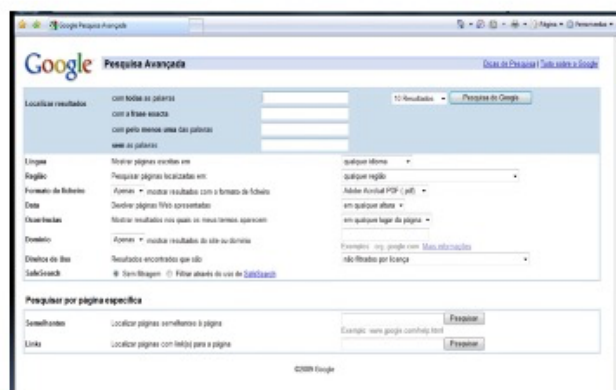 Google Pesquisa Avançada
Página
Ferramentas
Google Pesquisa Avançada
Dicas de Pesquisa | Tudo sobre o Google
Localizar resultados
com todas as palavras
10 Resultados
Pesquisa do Google
com a frase exacta
com pelo menos uma das palavras
sem as palavras
Língua Mostrar páginas escritas em qualquer idioma
Região Pesquisar páginas localizadas em: qualquer região
Formato do ficheiro Apenas mostrar resultados com o formato de ficheiro Adobe Acrobat PDF (.pdf)
Data Devolver páginas Web apresentadas em qualquer altura
Ocorrências Mostrar resultados nos quais os meus termos aparecem em qualquer lugar da página
Domínio Apenas mostrar resultados do site ou domínio
Exemplos: .org, google.com Mais informações
Direitos de Uso Resultados encontrados que são não filtrados por licença
SafeSearch Sem filtragem Filtrar através do uso de SafeSearch
Pesquisar por página específica
Semelhantes Localizar páginas semelhantes à página Pesquisar
Exemplo: www.google.com/help.html
Links Localizar páginas com link(s) para a página Pesquisar
©2009 Google